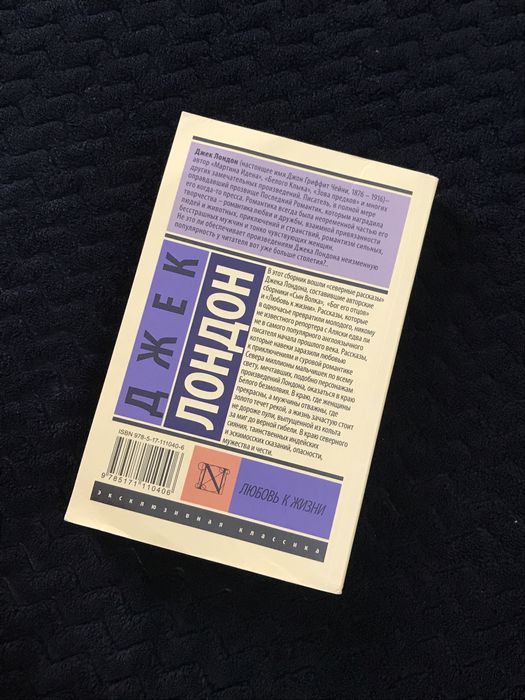 Джек Лондон (настоящее имя Джон Гриффит Чейни, 1876 – 1916) –
автор «Мартина Идена», «Белого Клыка», «Зова предков» и многих
других замечательных произведений. Писатель, в полной мере
оправдавший прозвище Последний Романтик, которым наградила
его когда-то пресса. Романтика всегда была неотъемлемой частью его
творчества – романтика любви и дружбы, взаимной привязанности
людей и животных, приключений и странствий, романтизм сильных,
бесстрашных мужчин и тонко чувствующих женщин.
Не это ли обеспечивает произведениям Джека Лондона неизменную
популярность у читателя вот уже больше столетия?..
ДЖЕК
ЛОНДОН
В этот сборник вошли «северные рассказы»
Джека Лондона, составившие авторские
сборники «Сын Волка», «Бог его отцов»
и «Любовь к жизни». Рассказы, которые
в одночасье превратили молодого, никому
не известного репортера с Аляски едва ли
не в самого популярного англоязычного
писателя начала прошлого века. Рассказы,
которые навеки заразили любовью
к приключениям и суровой романтике
Севера миллионы мальчишек по всему
свету, мечтавших, подобно персонажам
произведений Лондона, оказаться в краю
Белого Безмолвия. В краю, где женщины
прекрасны, а мужчины отважны, где
золото течет рекой, а жизнь зачастую стоит
не дороже пули, выпущенной из кольта
за миг до верной гибели. В краю северного
сияния, таинственных индейских
и эскимосских сказаний, опасности,
мужества и чести.
ISBN 978-5-17-111040-6
9 785171 110406
N
ЛЮБОВЬ К ЖИЗНИ
эксклюзивная классика